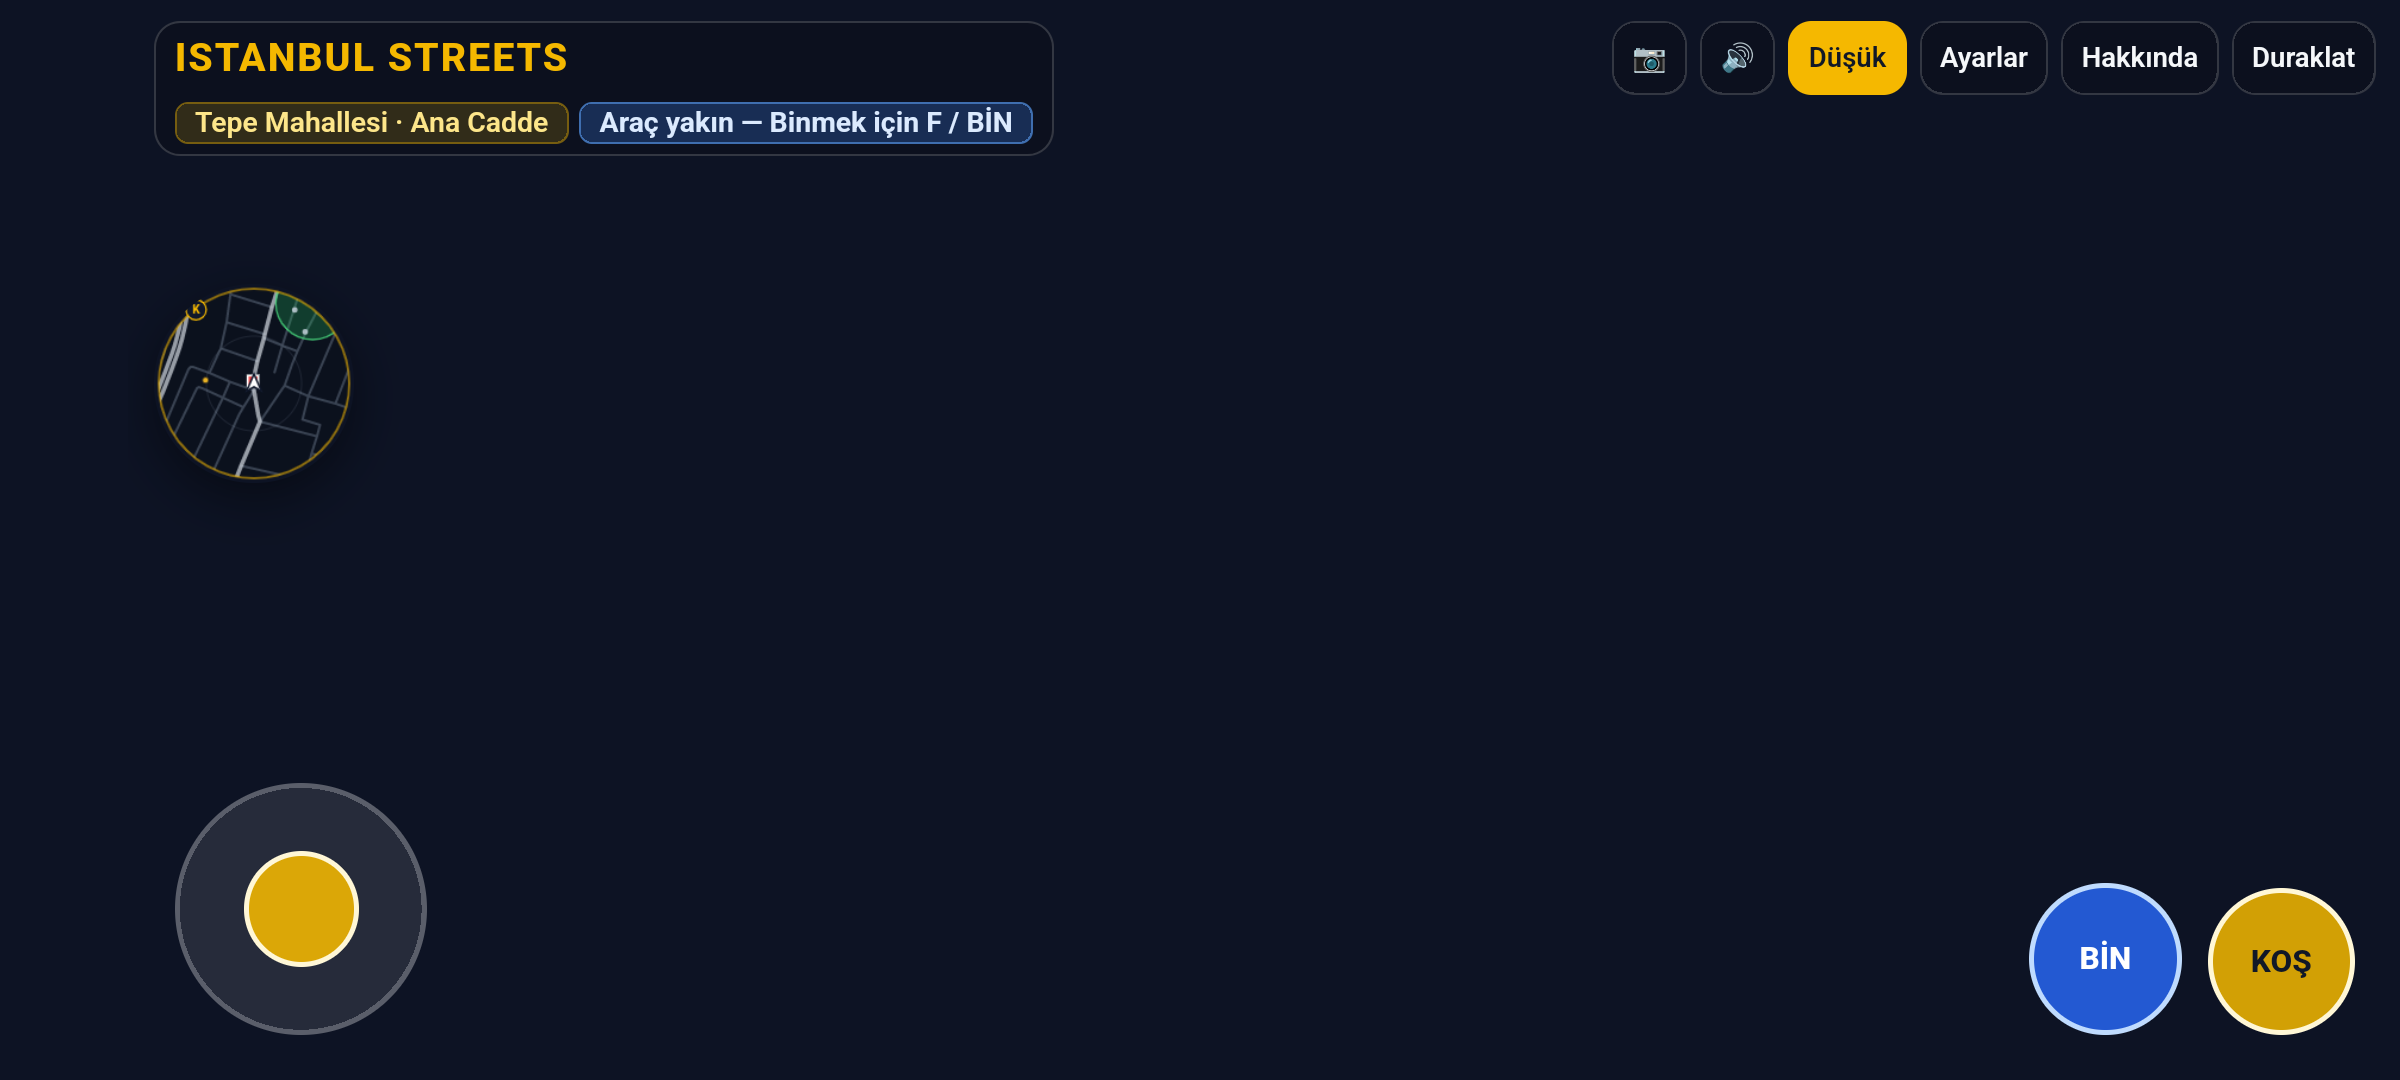 ISTANBUL STREETS
Tepe Mahallesi · Ana Cadde
Araç yakın — Binmek için F / BİN
Düşük
Ayarlar
Hakkında
Duraklat
K
BİN
KOŞ